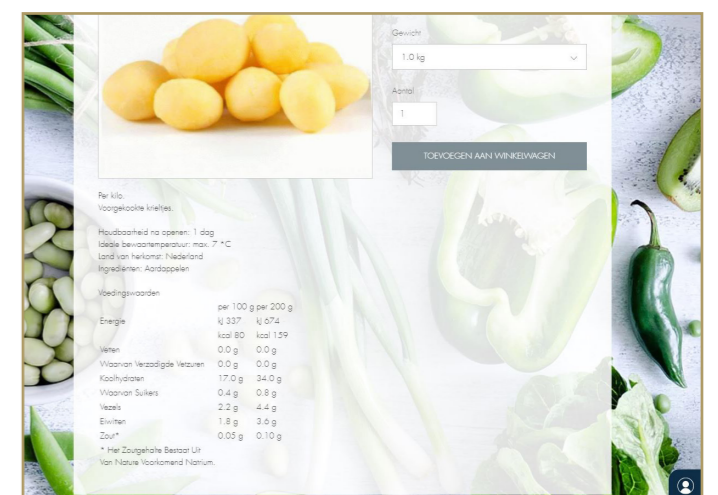 Gewicht
1.0 kg
Aantal
1
TOEVOEGEN AAN WINKELWAGEN
Per kilo.
Voorgekookte krieltjes.
Houdbaarheid na openen: 1 dag
Ideale bewaartemperatuur: max. 7 °C
Land van herkomst: Nederland
Ingrediënten: Aardappelen
Voedingswaarden
per 100 g per 200 g
Energie kJ 337 kJ 674
kcal 80 kcal 159
Vetten 0.0 g 0.0 g
Waarvan Verzadigde Vetzuren 0.0 g 0.0 g
Koolhydraten 17.0 g 34.0 g
Waarvan Suikers 0.4 g 0.8 g
Vezels 2.2 g 4.4 g
Eiwitten 1.8 g 3.6 g
Zout* 0.05 g 0.10 g
* Het Zoutgehalte Bestaat Uit
Van Nature Voorkomend Natrium.